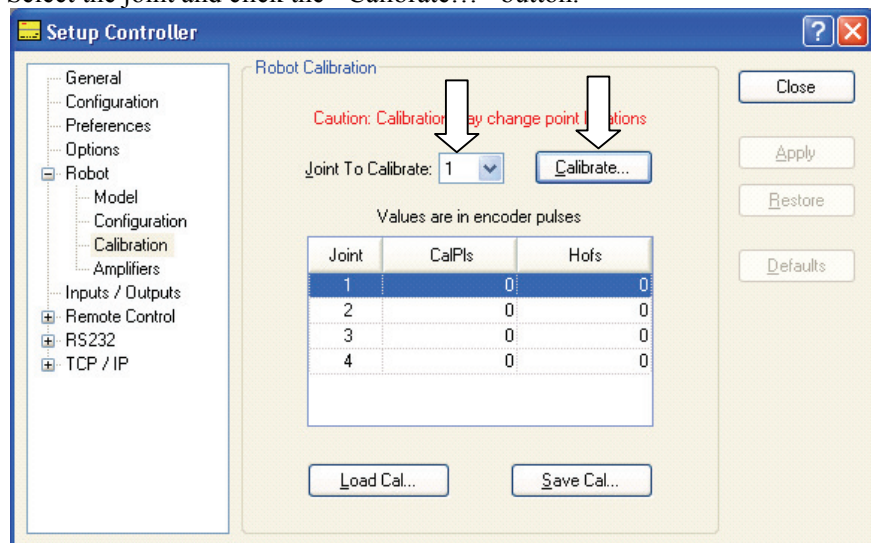 Select the joint and click the "Calibrate…" button.
Setup Controller
General
Configuration
Preferences
Options
Robot
Model
Configuration
Calibration
Amplifiers
Inputs / Outputs
Remote Control
RS232
TCP / IP
Robot Calibration
Caution: Calibration may change point locations
Joint To Calibrate: 1 Calibrate...
Values are in encoder pulses
Joint CalPls Hofs
1 0 0
2 0 0
3 0 0
4 0 0
Load Cal... Save Cal...
Close
Apply
Restore
Defaults